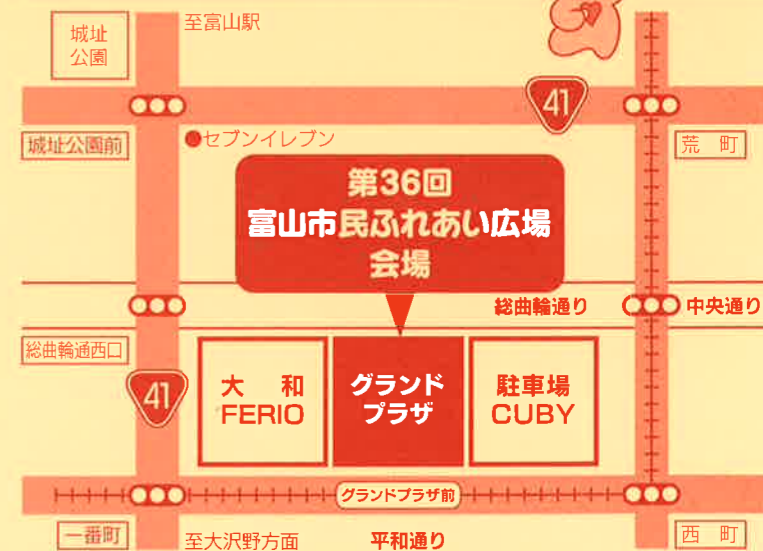 城址
公園
至富山駅
41
城址公園前
●セブンイレブン
荒 町
第36回
富山市民ふれあい広場
会場
総曲輪通り
中央通り
総曲輪通西口
41
大 和
FERIO
グランド
プラザ
駐車場
CUBY
グランドプラザ前
一番町
至大沢野方面
平和通り
西 町